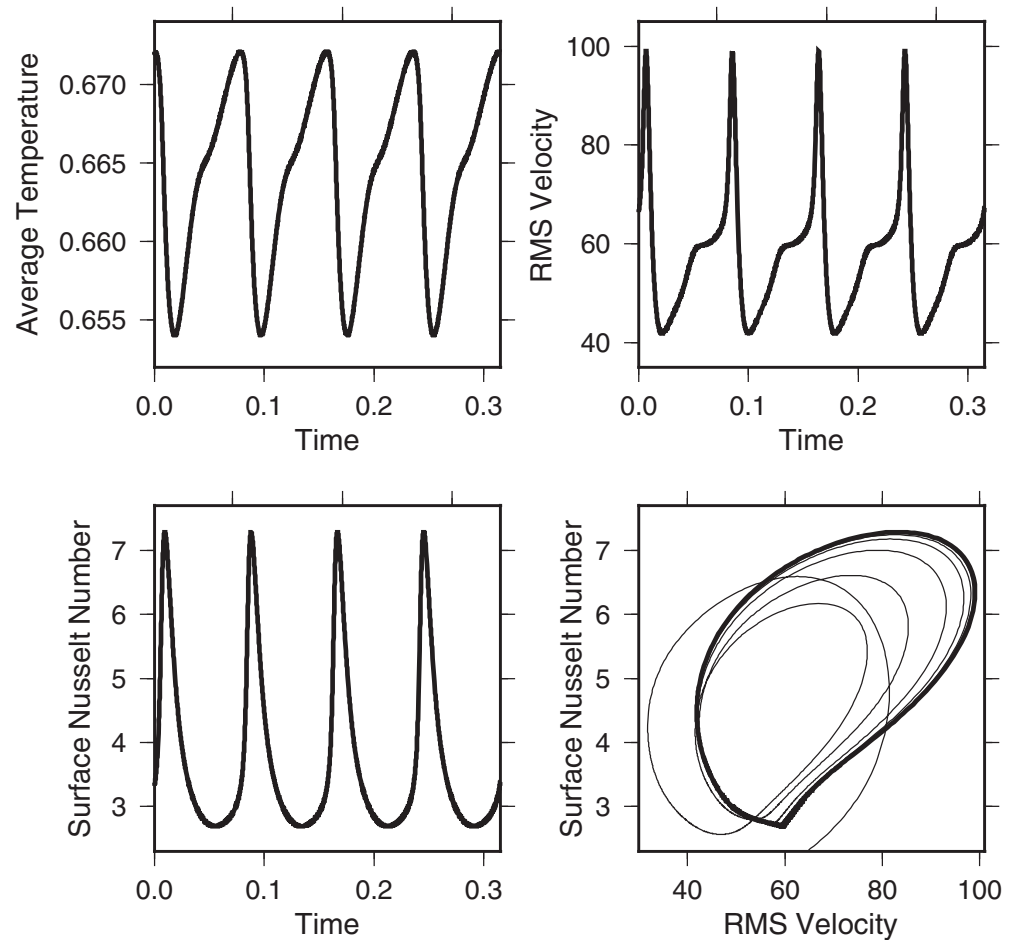 Average Temperature
0.670
0.665
0.660
0.655
0.0 0.1 0.2 0.3
Time
RMS Velocity
100
80
60
40
0.0 0.1 0.2 0.3
Time
Surface Nusselt Number
7
6
5
4
3
0.0 0.1 0.2 0.3
Time
Surface Nusselt Number
7
6
5
4
3
40 60 80 100
RMS Velocity